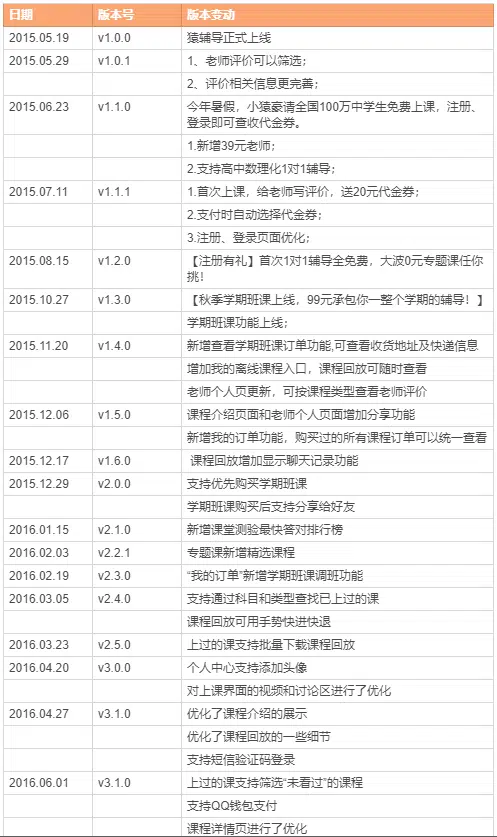 日期 版本号 版本变动
2015.05.19 v1.0.0 猿辅导正式上线
2015.05.29 v1.0.1 1、老师评价可以筛选；
2、评价相关信息更完善；
2015.06.23 v1.1.0 今年暑假，小猿豪请全国100万中学生免费上课，注册、
登录即可查收代金券。
1.新增39元老师；
2.支持高中数理化1对1辅导；
2015.07.11 v1.1.1 1.首次上课，给老师写评价，送20元代金券；
2.支付时自动选择代金券；
3.注册、登录页面优化；
2015.08.15 v1.2.0 【注册有礼】首次1对1辅导全免费，大波0元专题课任你
挑！
2015.10.27 v1.3.0 【秋季学期班课上线，99元承包你一整个学期的辅导！】
学期班课功能上线；
2015.11.20 v1.4.0 新增查看学期班课订单功能,可查看收货地址及快递信息
增加我的离线课程入口，课程回放可随时查看
老师个人页更新，可按课程类型查看老师评价
2015.12.06 v1.5.0 课程介绍页面和老师个人页面增加分享功能
新增我的订单功能，购买过的所有课程订单可以统一查看
2015.12.17 v1.6.0 课程回放增加显示聊天记录功能
2015.12.29 v2.0.0 支持优先购买学期班课
学期班课购买后支持分享给好友
2016.01.15 v2.1.0 新增课堂测验最快答对排行榜
2016.02.03 v2.2.1 专题课新增精选课程
2016.02.19 v2.3.0 “我的订单”新增学期班课调班功能
2016.03.05 v2.4.0 支持通过科目和类型查找已上过的课
课程回放可用手势快进快退
2016.03.23 v2.5.0 上过的课支持批量下载课程回放
2016.04.20 v3.0.0 个人中心支持添加头像
对上课界面的视频和讨论区进行了优化
2016.04.27 v3.1.0 优化了课程介绍的展示
优化了课程回放的一些细节
支持短信验证码登录
2016.06.01 v3.1.0 上过的课支持筛选“未看过”的课程
支持QQ钱包支付
课程详情页进行了优化